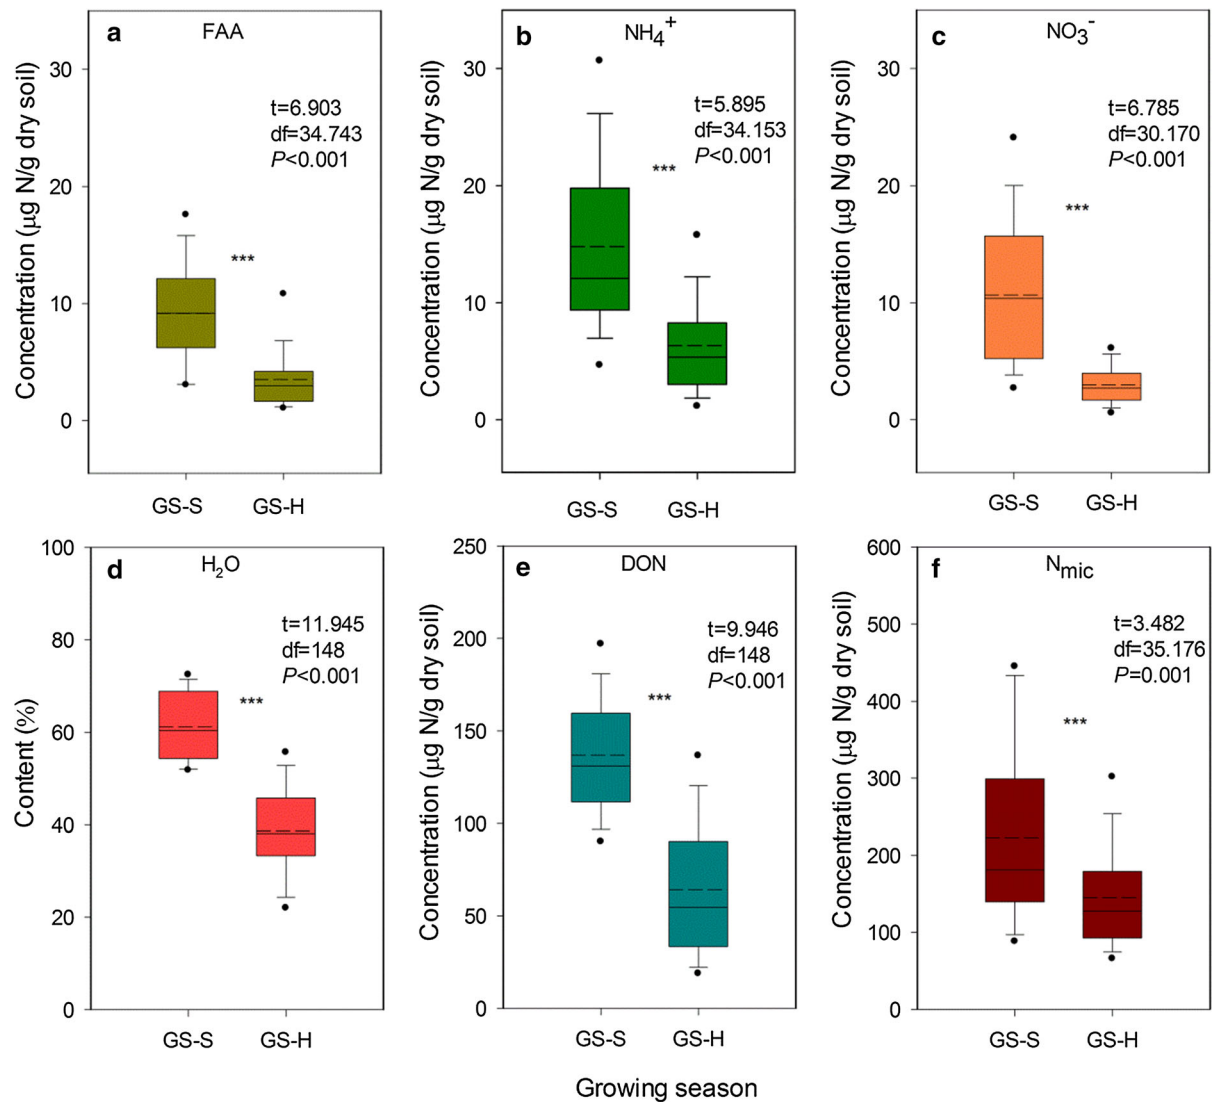 a
FAA
Concentration (µg N/g dry soil)
30
20
10
0
t=6.903
df=34.743
P<0.001
***
GS-S
GS-H
b
NH4+
Concentration (µg N/g dry soil)
30
20
10
0
t=5.895
df=34.153
P<0.001
***
GS-S
GS-H
c
NO3-
Concentration (µg N/g dry soil)
30
20
10
0
t=6.785
df=30.170
P<0.001
***
GS-S
GS-H
d
H2O
Content (%)
100
80
60
40
20
0
t=11.945
df=148
P<0.001
***
GS-S
GS-H
e
DON
Concentration (µg N/g dry soil)
250
200
150
100
50
0
t=9.946
df=148
P<0.001
***
GS-S
GS-H
f
Nmic
Concentration (µg N/g dry soil)
600
500
400
300
200
100
0
t=3.482
df=35.176
P=0.001
***
GS-S
GS-H
Growing season